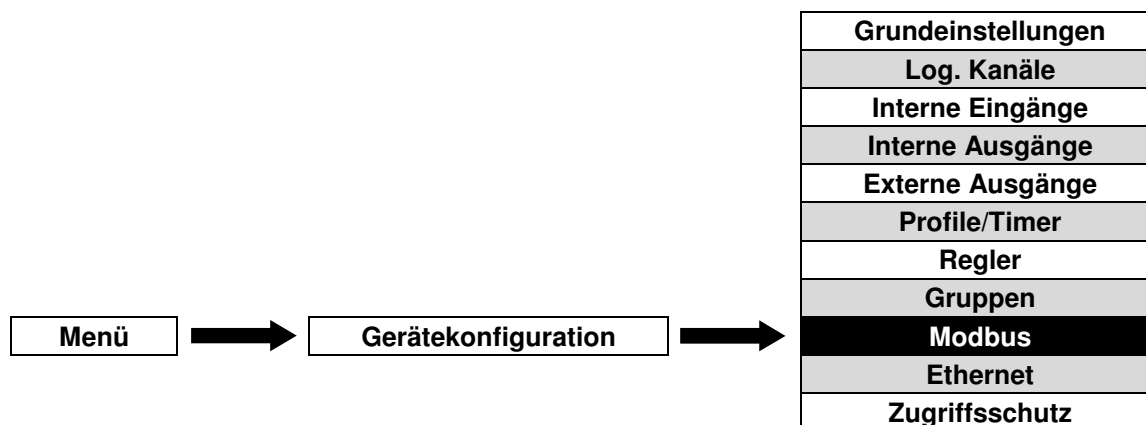 Grundeinstellungen
Log. Kanäle
Interne Eingänge
Interne Ausgänge
Externe Ausgänge
Profile/Timer
Regler
Gruppen
Menü Gerätekonfiguration Modbus
Ethernet
Zugriffsschutz